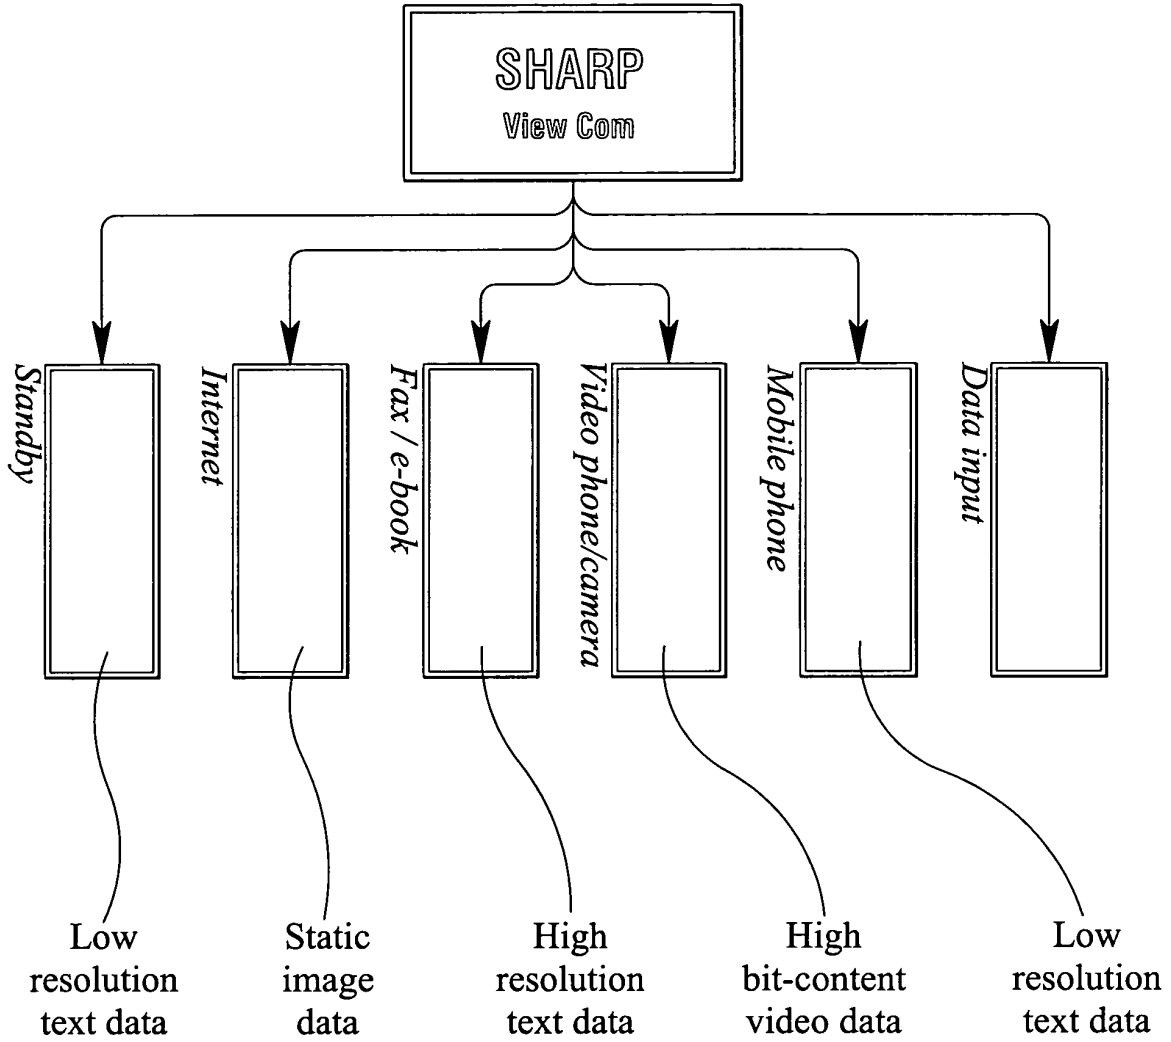 SHARP
View Com
Standby
Internet
Fax / e-book
Video phone/camera
Mobile phone
Data input
Low
resolution
text data
Static
image
data
High
resolution
text data
High
bit-content
video data
Low
resolution
text data